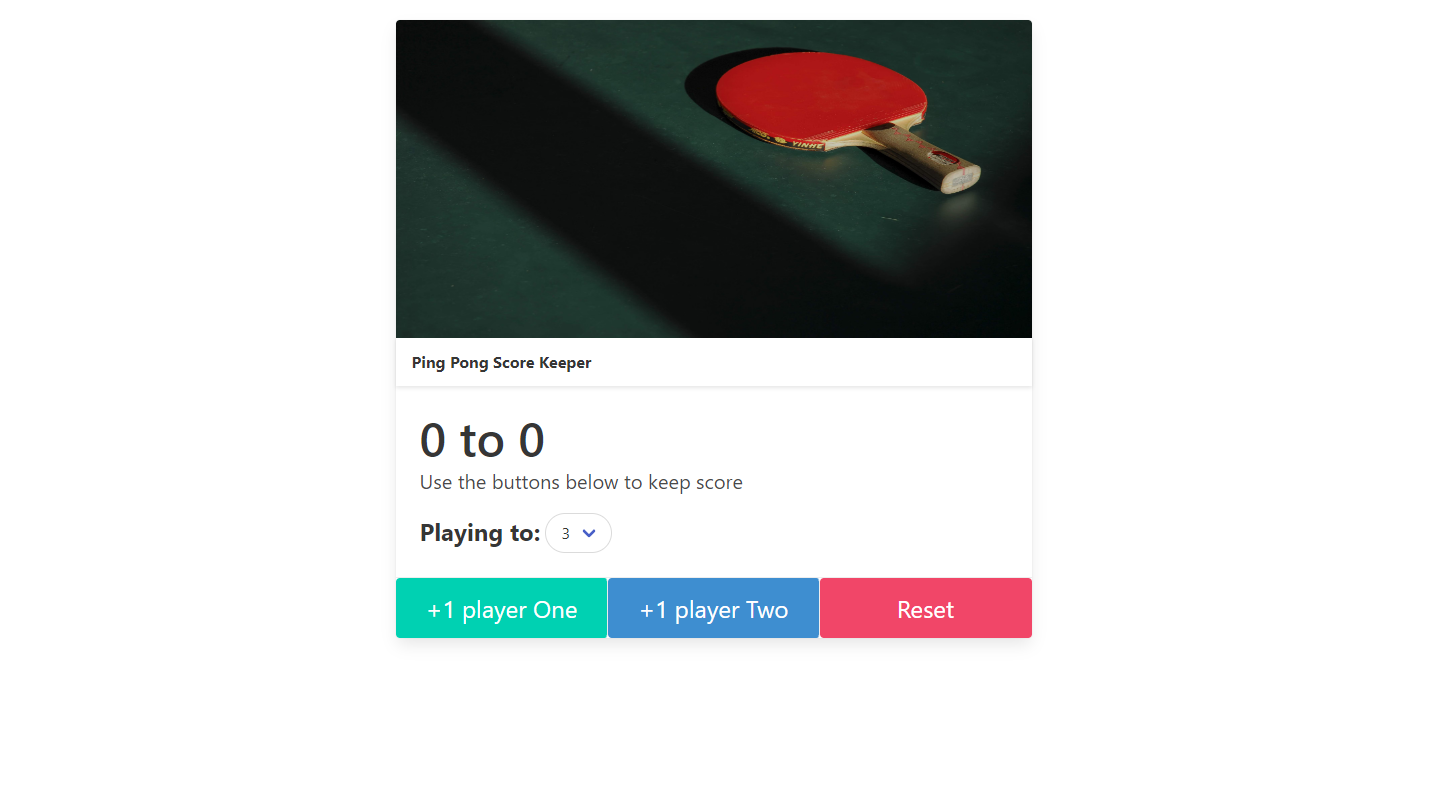 YINHE
Ping Pong Score Keeper
0 to 0
Use the buttons below to keep score
Playing to: 3
+1 player One +1 player Two Reset